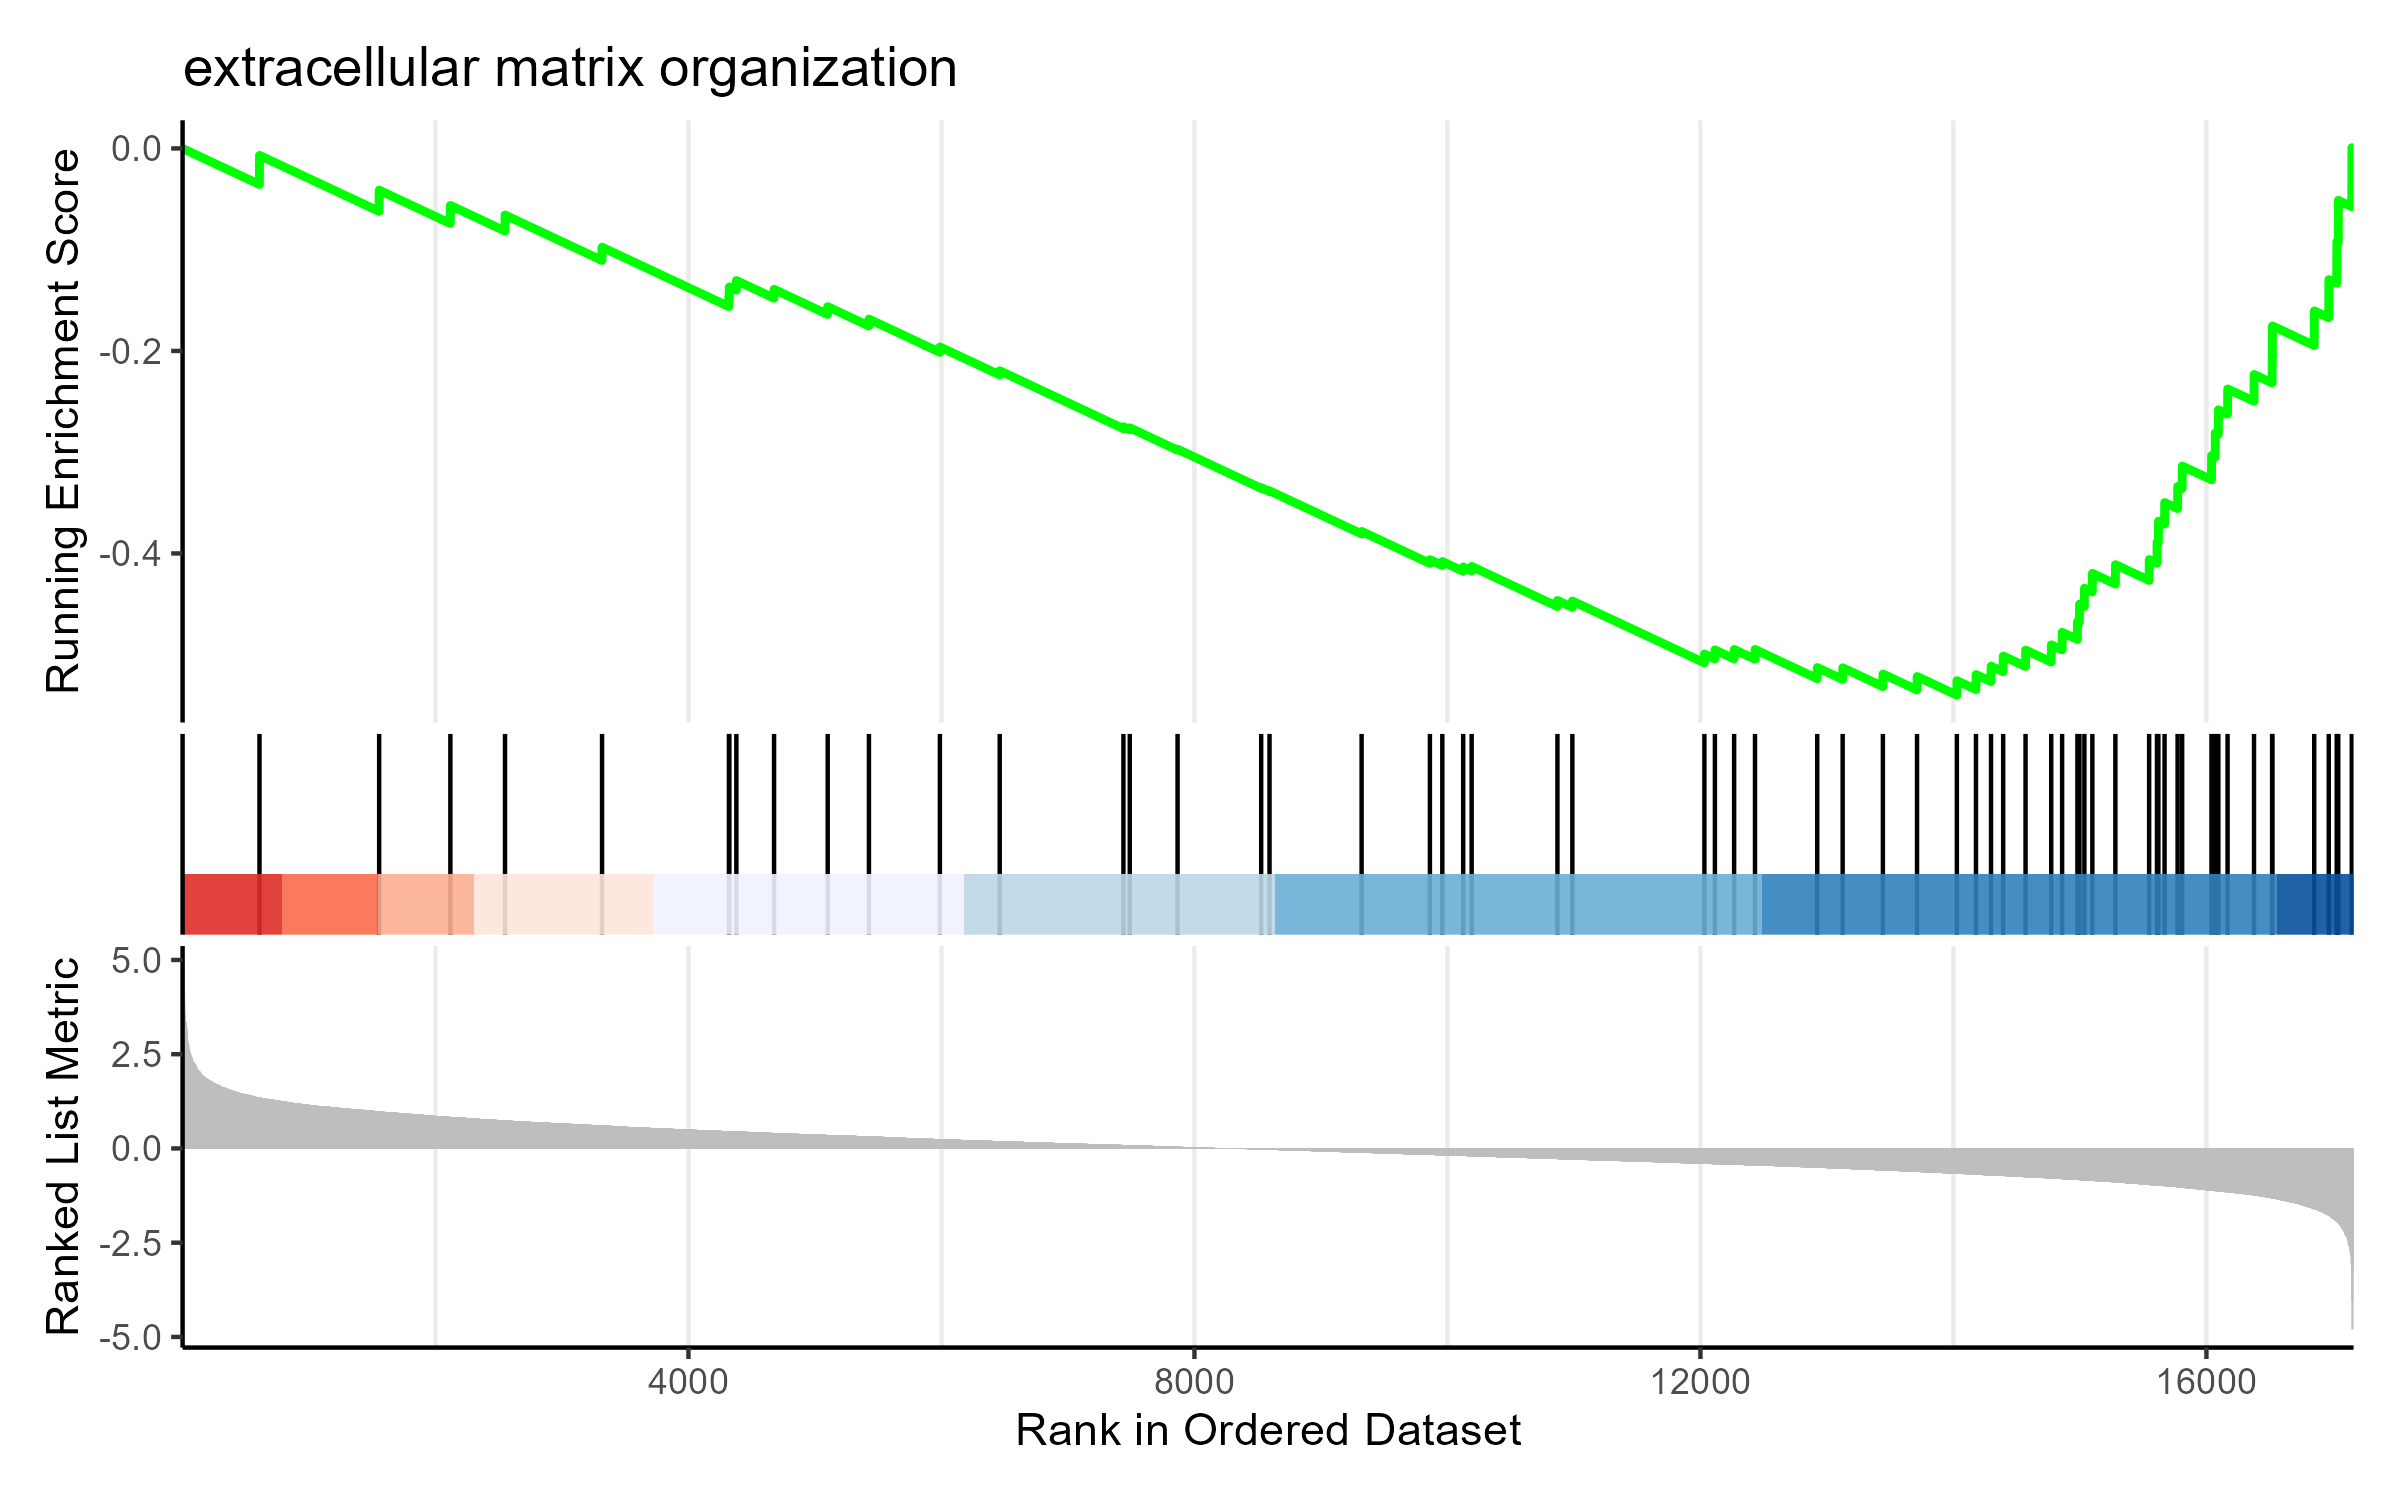 extracellular matrix organization
Running Enrichment Score
0.0
-0.2
-0.4
Ranked List Metric
5.0
2.5
0.0
-2.5
-5.0
4000 8000 12000 16000
Rank in Ordered Dataset